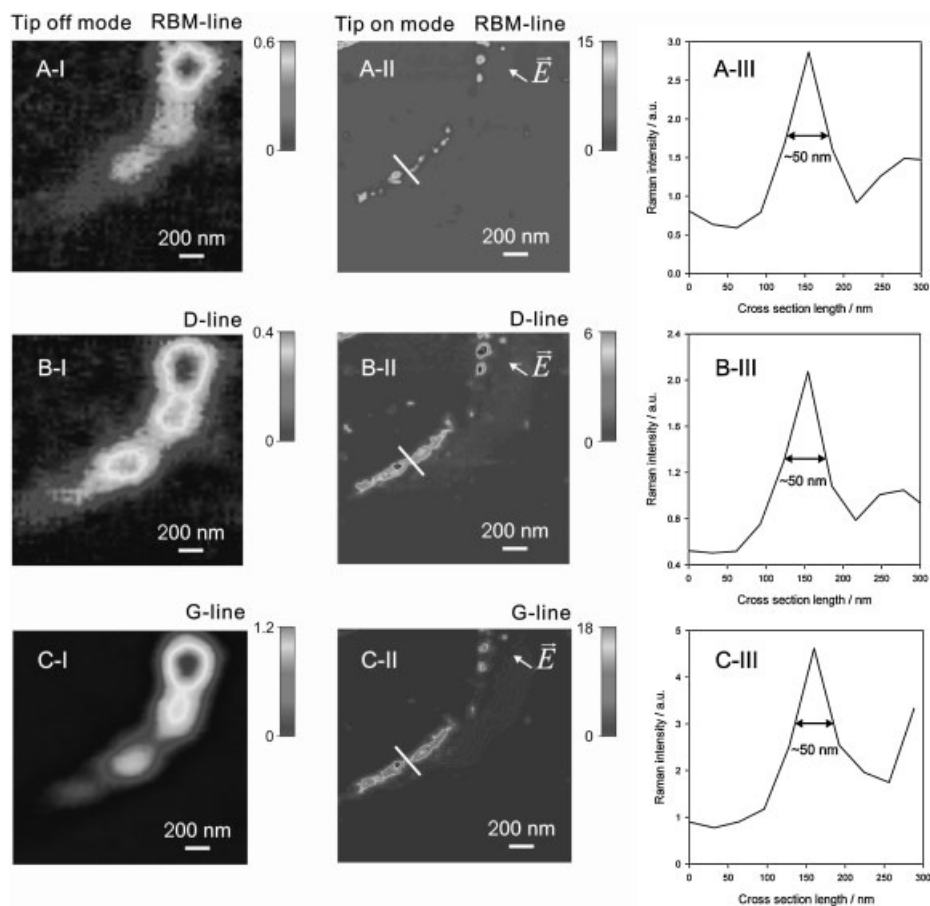 Tip off mode RBM-line
0.6
0
A-I
200 nm
Tip on mode RBM-line
15
0
A-II
E
200 nm
A-III
3.0
2.5
2.0
1.5
1.0
0.5
0.0
Raman intensity / a.u.
~50 nm
0 50 100 150 200 250 300
Cross section length / nm
D-line
0.4
0
B-I
200 nm
D-line
6
0
B-II
E
200 nm
B-III
2.4
2.0
1.6
1.2
0.8
0.4
Raman intensity / a.u.
~50 nm
0 50 100 150 200 250 300
Cross section length / nm
G-line
1.2
0
C-I
200 nm
G-line
18
0
C-II
E
200 nm
C-III
5
4
3
2
1
0
Raman intensity / a.u.
~50 nm
0 50 100 150 200 250 300
Cross section length / nm